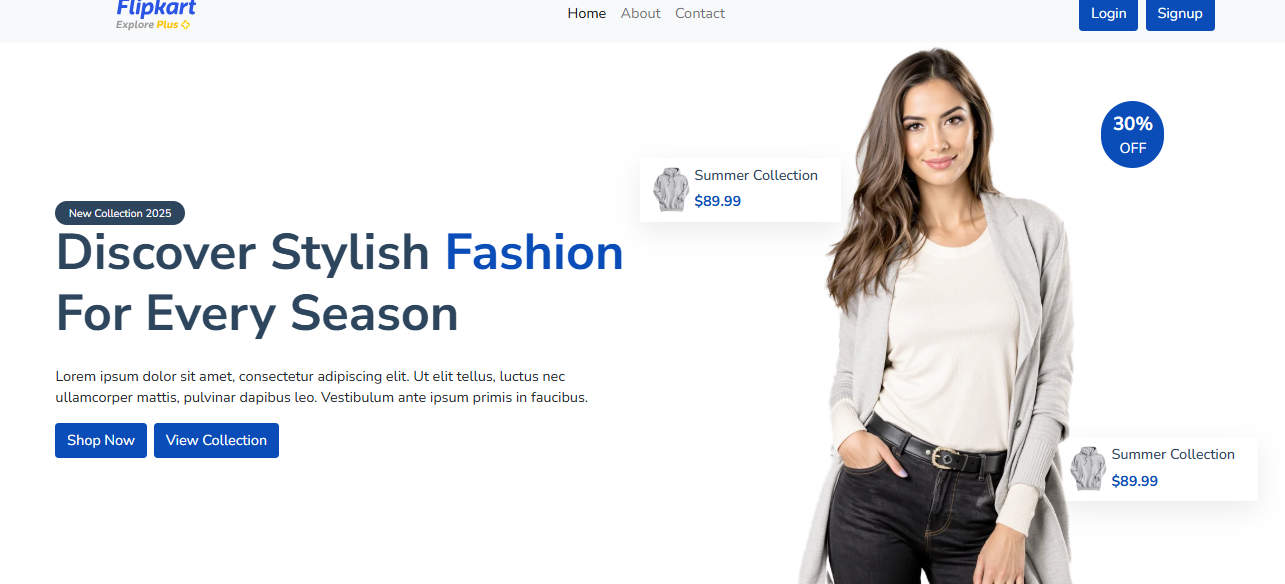 Flipkart
Explore Plus
Home About Contact
Login Signup
30%
OFF
Summer Collection
$89.99
New Collection 2025
Discover Stylish Fashion
For Every Season
Lorem ipsum dolor sit amet, consectetur adipiscing elit. Ut elit tellus, luctus nec
ullamcorper mattis, pulvinar dapibus leo. Vestibulum ante ipsum primis in faucibus.
Shop Now View Collection
Summer Collection
$89.99